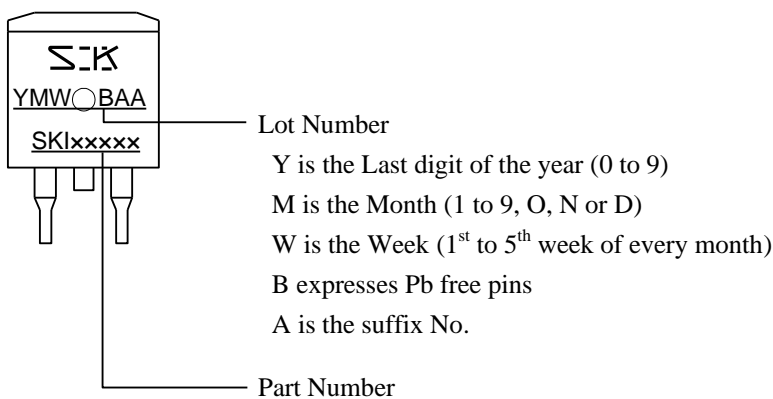 SK
YMW○BAA
SKI×××××
Lot Number
Y is the Last digit of the year (0 to 9)
M is the Month (1 to 9, O, N or D)
W is the Week (1st to 5th week of every month)
B expresses Pb free pins
A is the suffix No.
Part Number